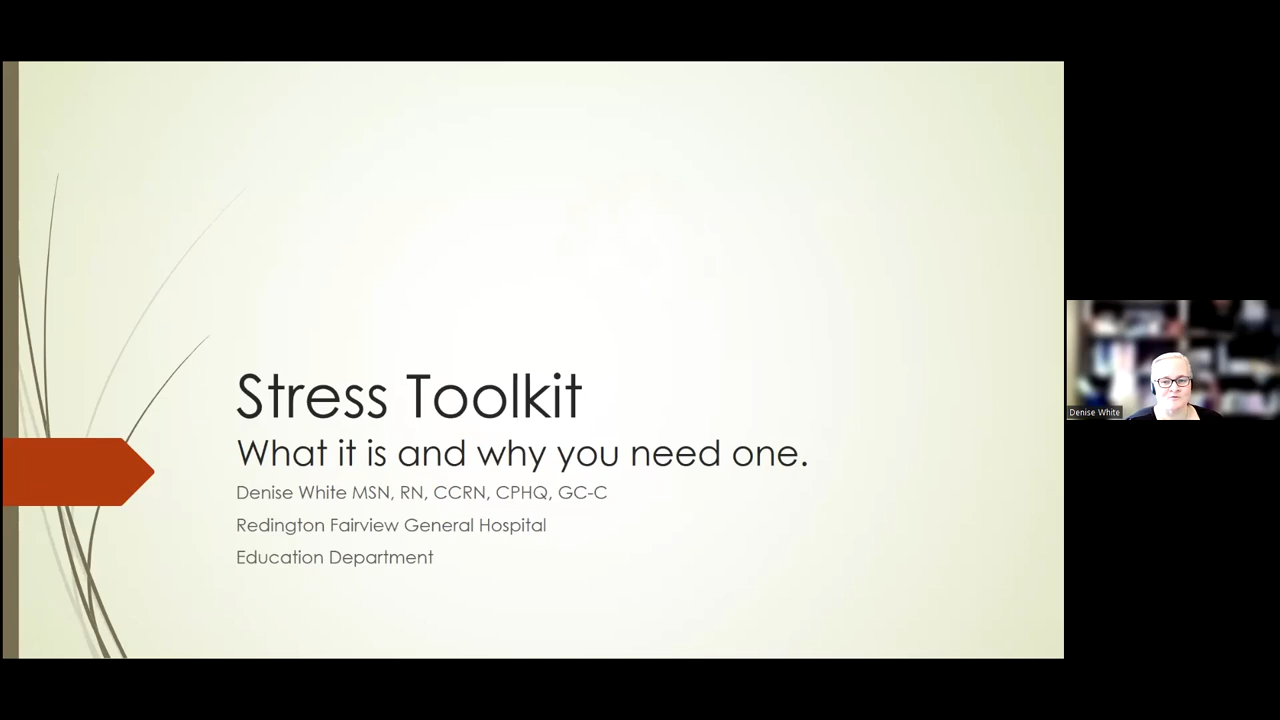 Stress Toolkit
What it is and why you need one.
Denise White MSN, RN, CCRN, CPHQ, GC-C
Redington Fairview General Hospital
Education Department
Denise White